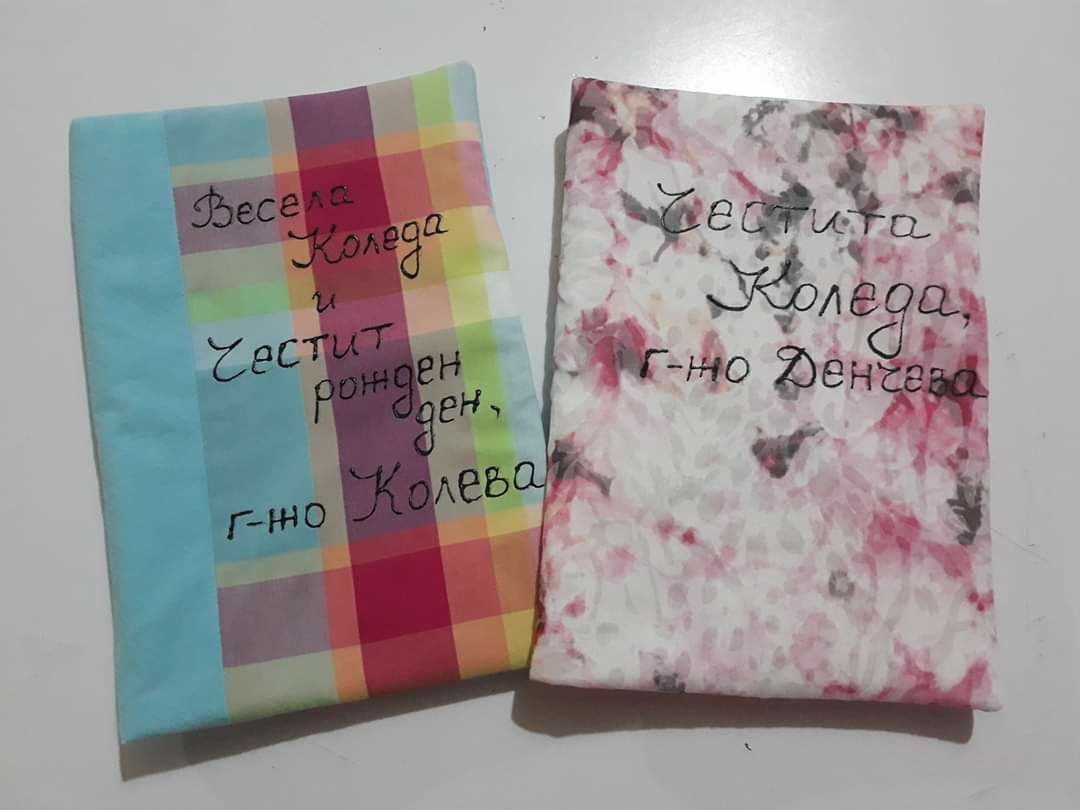 Весела
Коледа
и
Честит
рожден
ден,
г-жо Колева
Честита
Коледа,
г-жо Денчева